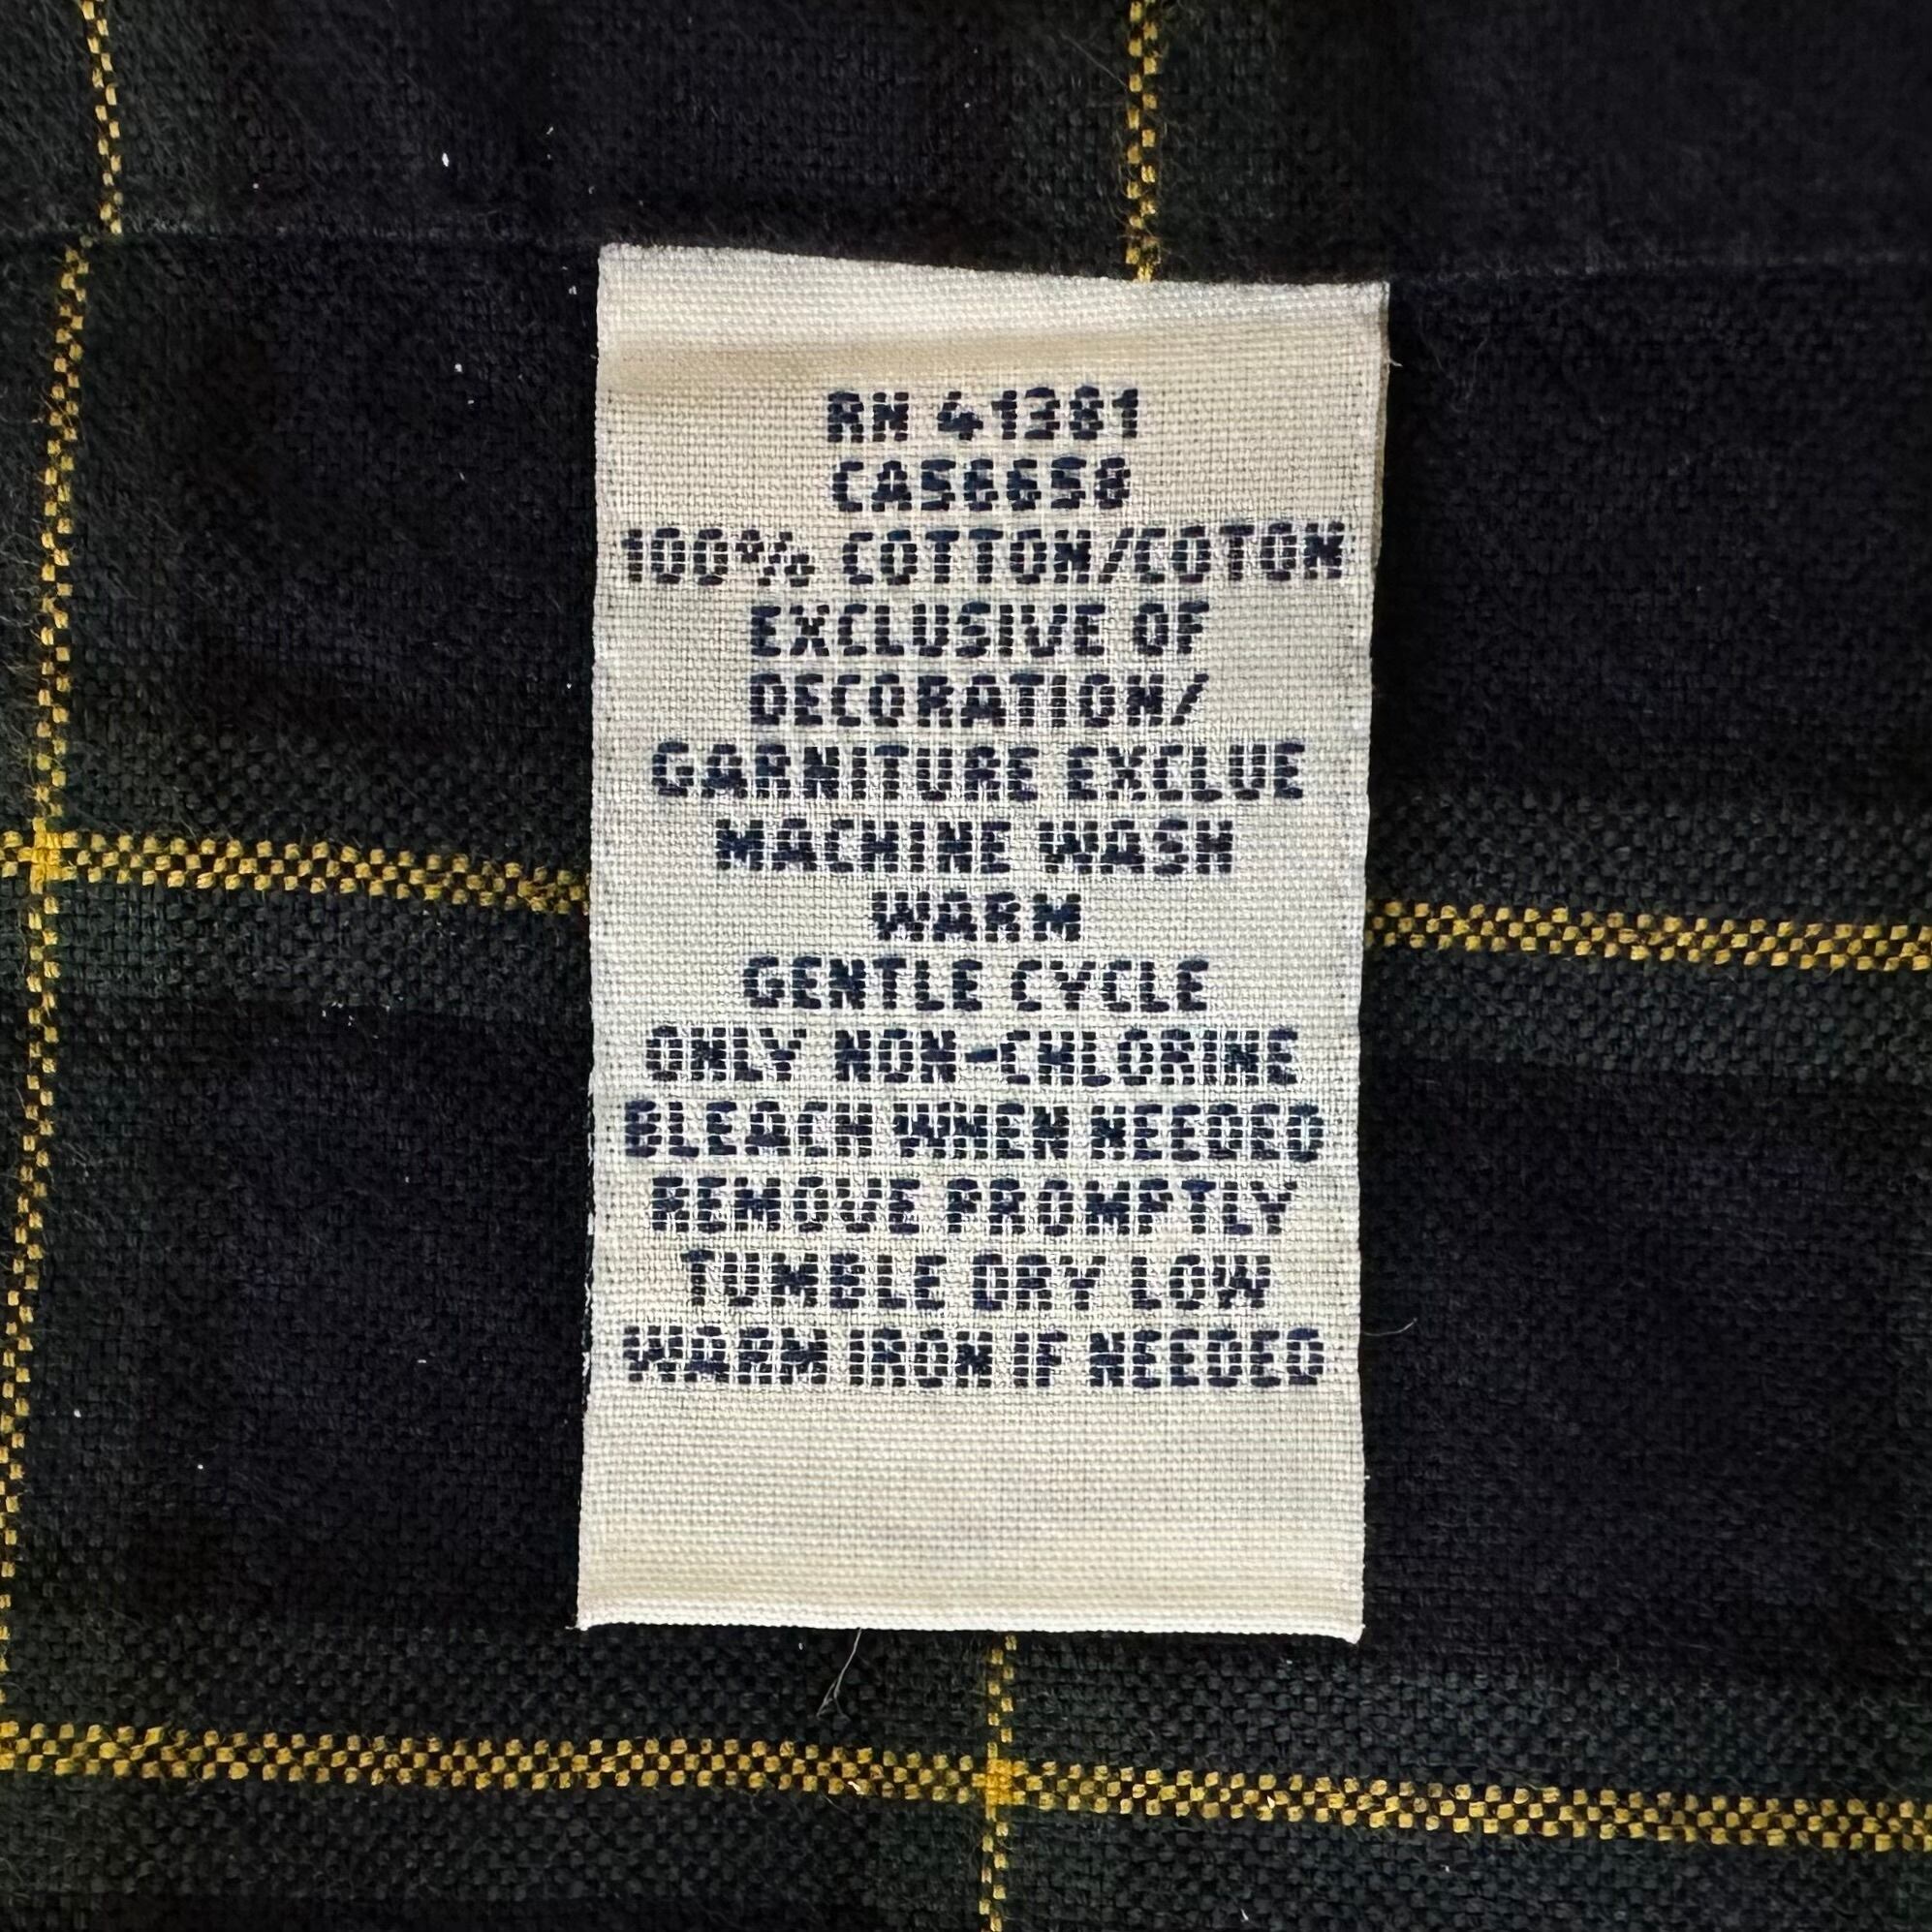 RN 41381
CA56658
100% COTTON/COTON
EXCLUSIVE OF
DECORATION/
GARNITURE EXCLUE
MACHINE WASH
WARM
GENTLE CYCLE
ONLY NON-CHLORINE
BLEACH WHEN NEEDED
REMOVE PROMPTLY
TUMBLE DRY LOW
WARM IRON IF NEEDED